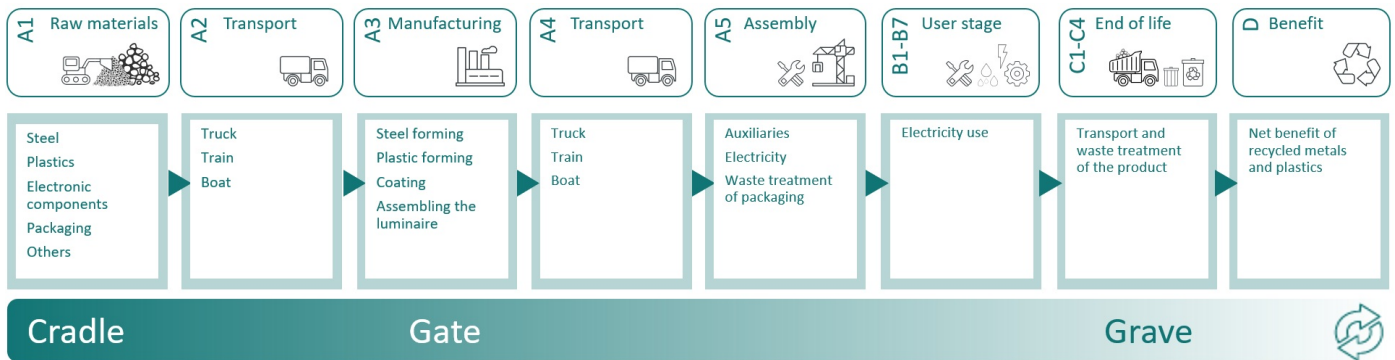 A1 Raw materials
A2 Transport
A3 Manufacturing
A4 Transport
A5 Assembly
B1-B7 User stage
C1-C4 End of life
D Benefit
Steel
Plastics
Electronic
components
Packaging
Others
Truck
Train
Boat
Steel forming
Plastic forming
Coating
Assembling the
luminaire
Truck
Train
Boat
Auxiliaries
Electricity
Waste treatment
of packaging
Electricity use
Transport and
waste treatment
of the product
Net benefit of
recycled metals
and plastics
Cradle
Gate
Grave